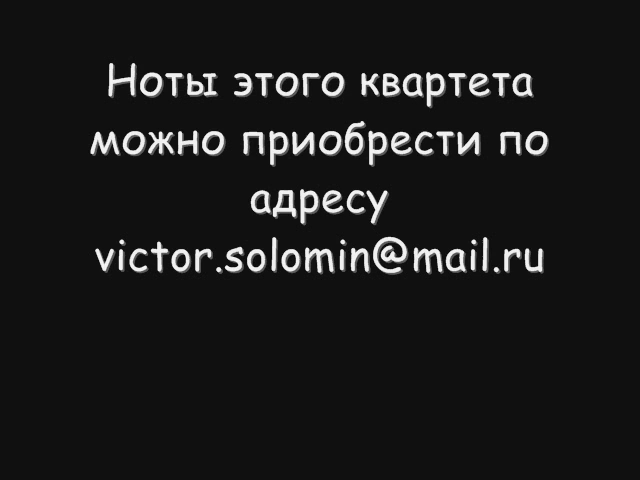 Ноты этого квартета
можно приобрести по
адресу
victor.solomin@mail.ru